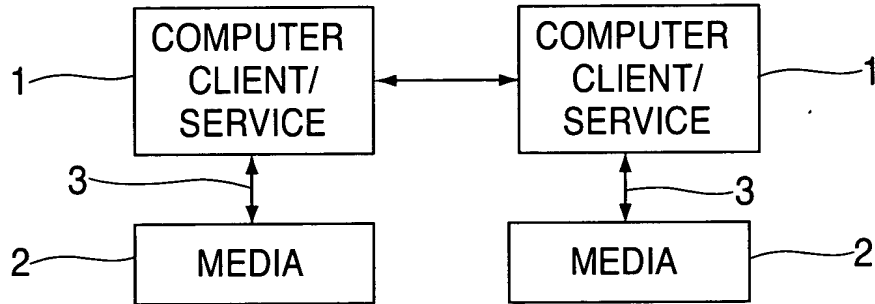 COMPUTER
CLIENT/
SERVICE
1
COMPUTER
CLIENT/
SERVICE
1
3
3
MEDIA
2
MEDIA
2